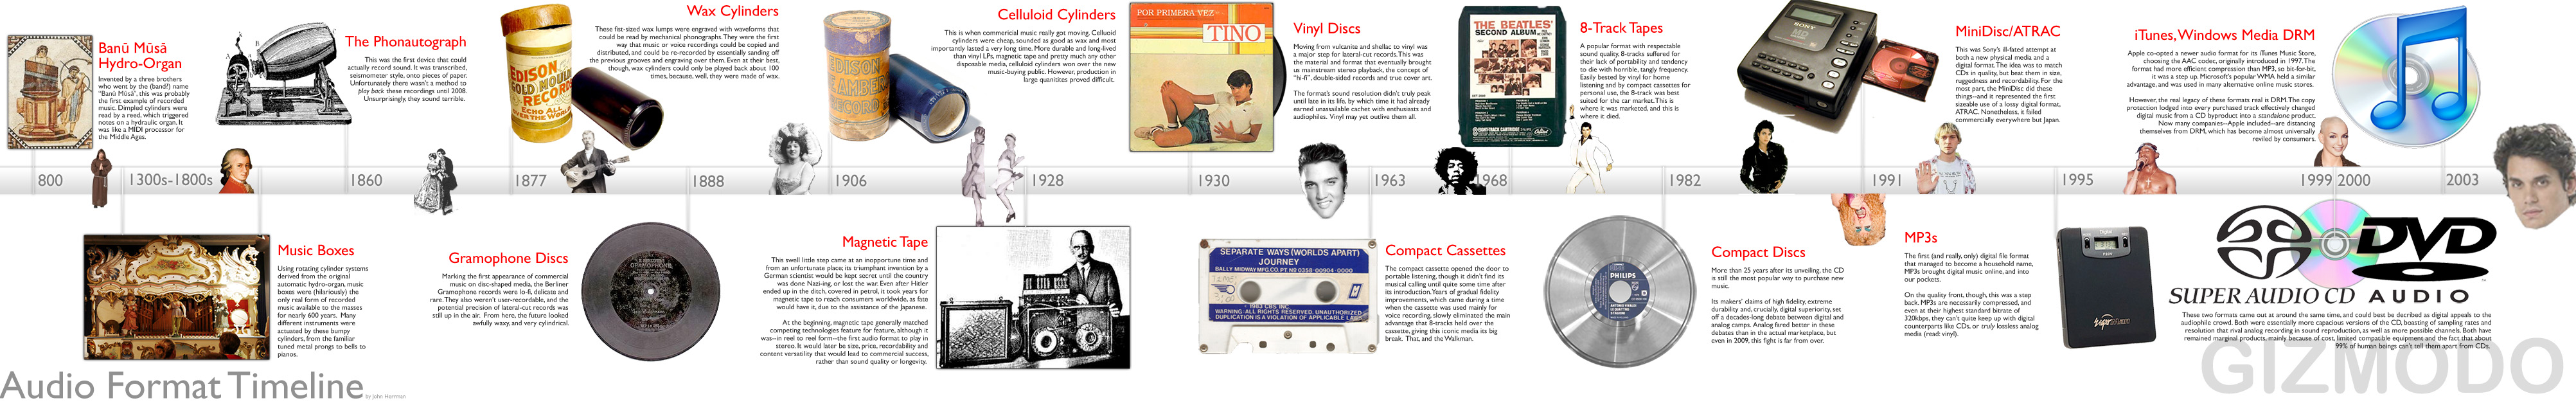 Banū Mūsā
Hydro-Organ
Invented by a three brothers
who went by the (band!) name
"Banū Mūsā", this was probably
the first example of recorded
music. Dimpled cylinders were
read by a reed, which triggered
notes on a hydraulic organ. It
was like a MIDI processor for
the Middle Ages.
The Phonautograph
This was the first device that could
actually record sound. It was transcribed,
seismometer style, onto pieces of paper.
Unfortunately there wasn't a method to
play back these recordings until 2008.
Unsurprisingly, they sound terrible.
Wax Cylinders
These fist-sized wax lumps were engraved with waveforms that
could be read by mechanical phonographs. They were the first
way that music or voice recordings could be copied and
distributed, and could be re-recorded by essentially sanding off
the previous grooves and engraving over them. Even at their best,
though, wax cylinders could only be played back about 100
times, because, well, they were made of wax.
EDISON
GOLD MOULDED
RECORDS
ECHO ALL
OVER THE WORLD
EDISON
RECORD
Celluloid Cylinders
This is when commercial music really got moving. Celluoid
cylinders were cheap, sounded as good as wax and most
importantly lasted a very long time. More durable and long-lived
than vinyl LPs, magnetic tape and pretty much any other
disposable media, celluloid cylinders won over the new
music-buying public. However, production in
large quanitites proved difficult.
POR PRIMERA VEZ
TINO
Vinyl Discs
Moving from vulcanite and shellac to vinyl was
a major step for lateral-cut records. This was
the material and format that eventually brought
us mainstream stereo playback, the concept of
"hi-fi", double-sided records and true cover art.
The format's sound resolution didn't truly peak
until late in its life, by which time it had already
earned unassailable cachet with enthusiasts and
audiophiles. Vinyl may yet outlive them all.
THE BEATLES'
SECOND ALBUM
8-Track Tapes
A popular format with respectable
sound quality, 8-tracks suffered for
their lack of portability and tendency
to die with horrible, tangly frequency.
Easily bested by vinyl for home
listening and by compact cassettes for
personal use, the 8-track was best
suited for the car market. This is
where it was marketed, and this is
where it died.
SONY
MiniDisc/ATRAC
This was Sony's ill-fated attempt at
both a new physical media and a
digital format. The idea was to match
CDs in quality, but beat them in size,
ruggedness and recordability. For the
most part, the MiniDisc did these
things--and it represented the first
sizeable use of a lossy digital format,
ATRAC. Nonetheless, it failed
commercially everywhere but Japan.
iTunes, Windows Media DRM
Apple co-opted a newer audio format for its iTunes Music Store,
choosing the AAC codec, originally introduced in 1997. The
format had more efficient compression than MP3, so bit-for-bit,
it was a step up. Microsoft's popular WMA held a similar
advantage, and was used in many alternative online music stores.
However, the real legacy of these formats real is DRM. The copy
protection lodged into every purchased track effectively changed
digital music from a CD byproduct into a standalone product.
Now many companies--Apple included--are distancing
themselves from DRM, which has become almost universally
reviled by consumers.
800
1300s-1800s
1860
1877
1888
1906
1928
1930
1963
1968
1982
1991
1995
1999
2000
2003
Music Boxes
Using rotating cylinder systems
derived from the original
automatic hydro-organ, music
boxes were (hilariously) the
only real form of recorded
music available to the masses
for nearly 600 years. Many
different instruments were
actuated by these bumpy
cylinders, from the familiar
tuned metal prongs to bells to
pianos.
Gramophone Discs
Marking the first appearance of commercial
music on disc-shaped media, the Berliner
Gramophone records were lo-fi, delicate and
rare. They also weren't user-recordable, and the
potential precision of lateral-cut records was
still up in the air. From here, the future looked
awfully waxy, and very cylindrical.
Magnetic Tape
This swell little step came at an inopportune time and
from an unfortunate place; its triumphant invention by a
German scientist would be kept secret until the country
was done Nazi-ing, or lost the war. Even after Hitler
ended up in the ditch, covered in petrol, it took years for
magnetic tape to reach consumers worldwide, as fate
would have it, due to the assistance of the Japanese.
At the beginning, magnetic tape generally matched
competing technologies feature for feature, although it
was--in reel to reel form--the first audio format to play in
stereo. It would later be size, price, recordability and
content versatility that would lead to commercial success,
rather than sound quality or longevity.
SEPARATE WAYS (WORLDS APART)
JOURNEY
BALLY MIDWAY MFG. CO. PT. NO 0358-00904-0000
WARNING: ALL RIGHTS RESERVED. UNAUTHORIZED
DUPLICATION IS A VIOLATION OF APPLICABLE LAWS
Compact Cassettes
The compact cassette opened the door to
portable listening, though it didn't find its
musical calling until quite some time after
its introduction. Years of gradual fidelity
improvements, which came during a time
when the cassette was used mainly for
voice recording, slowly eliminated the main
advantage that 8-tracks held over the
cassette, giving this iconic media its big
break. That, and the Walkman.
PHILIPS
Compact Discs
More than 25 years after its unveiling, the CD
is still the most popular way to purchase new
music.
Its makers' claims of high fidelity, extreme
durability and, crucially, digital superiority, set
off a decades-long debate between digital and
analog camps. Analog fared better in these
debates than in the actual marketplace, but
even in 2009, this fight is far from over.
MP3s
The first (and really, only) digital file format
that managed to become a household name,
MP3s brought digital music online, and into
our pockets.
On the quality front, though, this was a step
back. MP3s are necessarily compressed, and
even at their highest standard bitrate of
320kbps, they can't quite keep up with digital
counterparts like CDs, or truly lossless analog
media (read: vinyl).
SUPER AUDIO CD
DVD
AUDIO
These two formats came out at around the same time, and could best be decribed as digital appeals to the
audiophile crowd. Both were essentially more capacious versions of the CD, boasting of sampling rates and
resolution that rival analog recording in sound reproduction, as well as more possible channels. Both have
remained marginal products, mainly because of cost, limited compatible equipment and the fact that about
99% of human beings can't tell them apart from CDs.
GIZMODO
Audio Format Timeline
by John Herrman